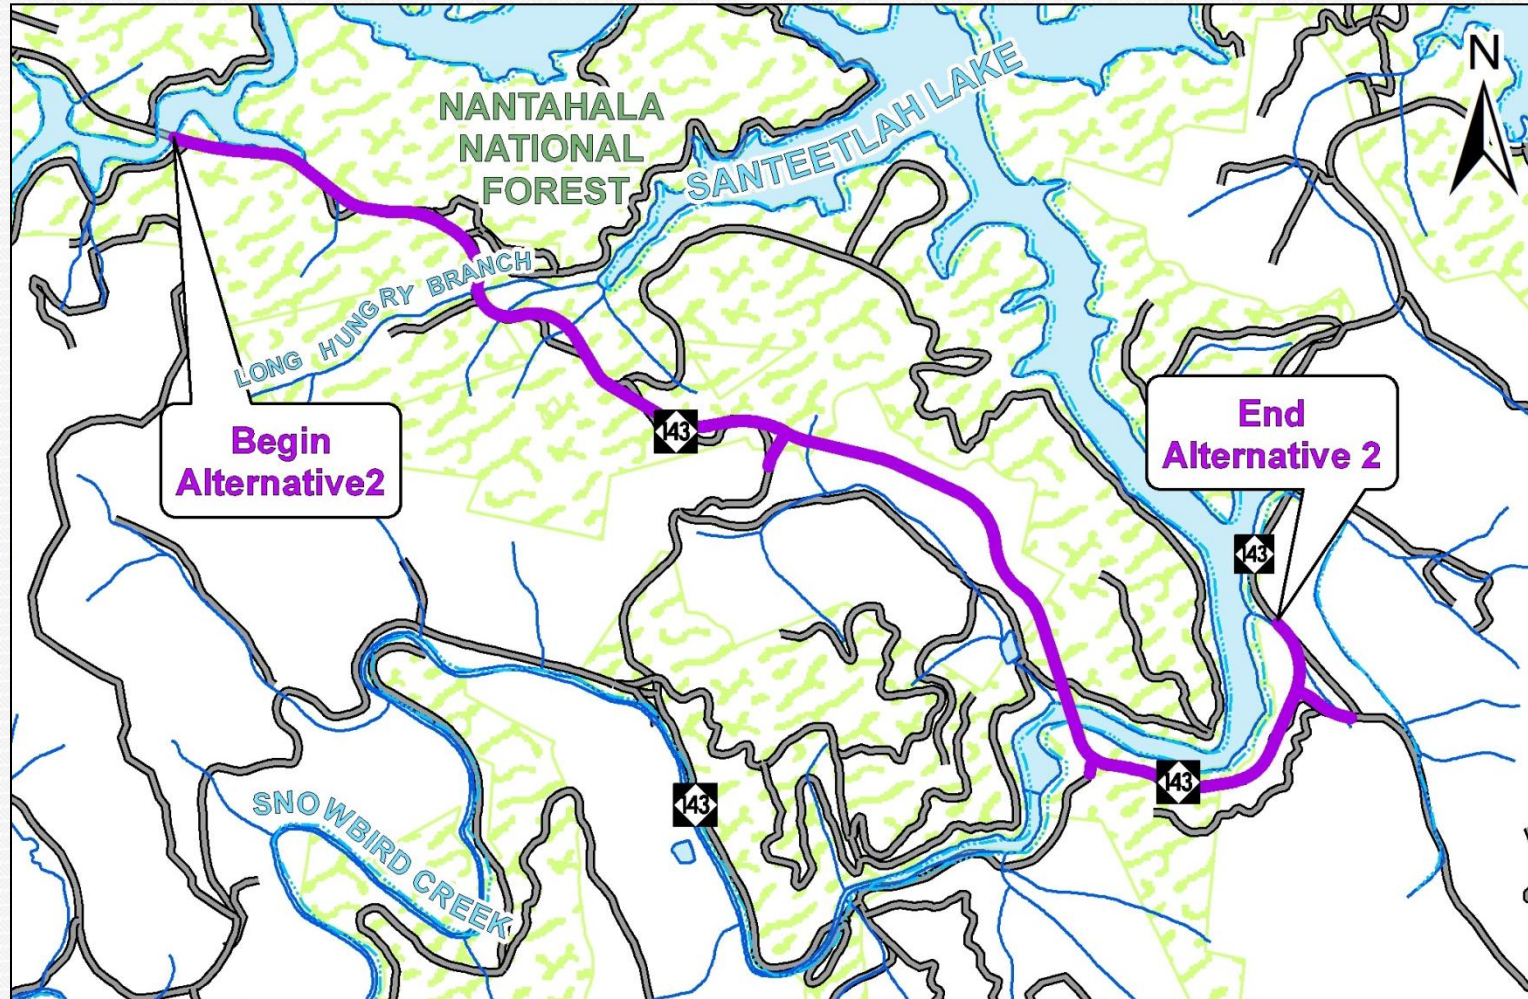 N
NANTAHALA
NATIONAL
FOREST
SANTEETLAH LAKE
LONG HUNGRY BRANCH
Begin
Alternative2
End
Alternative 2
143
143
143
143
SNOWBIRD CREEK